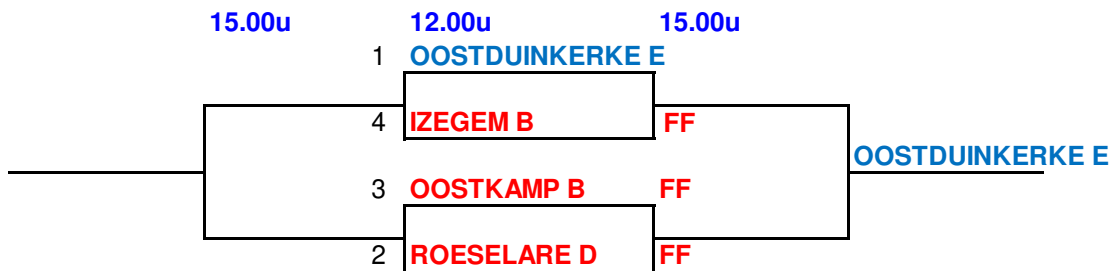 15.00u 12.00u 15.00u
1 OOSTDUINKERKE E
4 IZEGEM B FF
OOSTDUINKERKE E
3 OOSTKAMP B FF
2 ROESELARE D FF